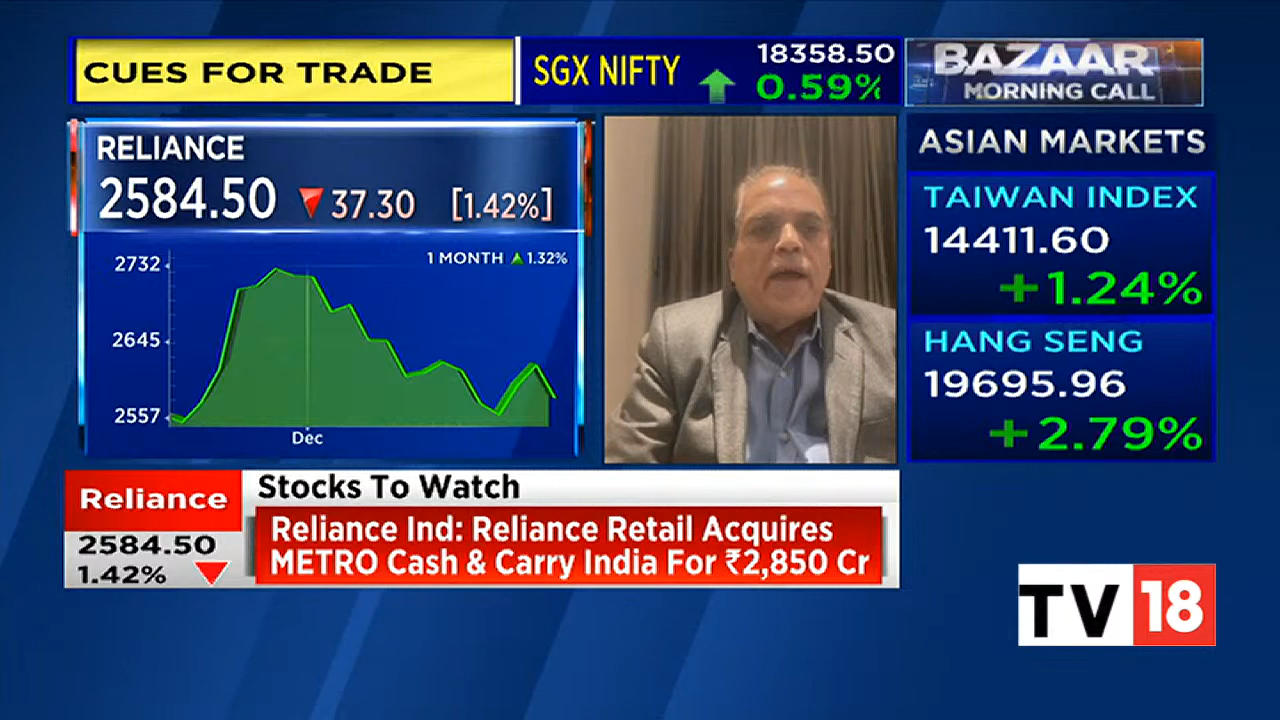 CUES FOR TRADE
SGX NIFTY
18358.50
0.59%
BAZAAR
MORNING CALL
RELIANCE
2584.50 ▼ 37.30 [1.42%]
1 MONTH ▲ 1.32%
2732
2645
2557
Dec
ASIAN MARKETS
TAIWAN INDEX
14411.60
+1.24%
HANG SENG
19695.96
+2.79%
Reliance
2584.50
1.42%
Stocks To Watch
Reliance Ind: Reliance Retail Acquires
METRO Cash & Carry India For ₹2,850 Cr
TV18